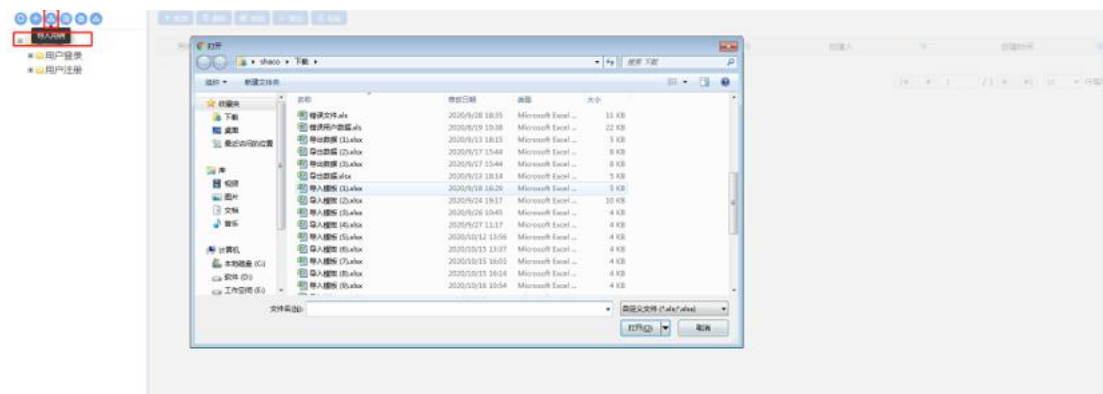 导入用例
用户登录
用户注册
打开
shaco ▸ 下载
搜索 下载
组织 新建文件夹
收藏夹
下载
桌面
最近访问的位置
库
视频
图片
文档
音乐
计算机
本地磁盘 (C:)
软件 (D:)
工作空间 (E:)
名称 修改日期 类型 大小
错误文件.xls 2020/9/28 18:35 Microsoft Excel ... 11 KB
错误用户数据.xls 2020/8/19 10:38 Microsoft Excel ... 22 KB
导出数据 (1).xlsx 2020/9/13 18:15 Microsoft Excel ... 5 KB
导出数据 (2).xlsx 2020/9/17 15:44 Microsoft Excel ... 8 KB
导出数据 (3).xlsx 2020/9/17 15:44 Microsoft Excel ... 8 KB
导出数据.xlsx 2020/9/13 18:14 Microsoft Excel ... 5 KB
导入模板 (1).xlsx 2020/9/18 16:29 Microsoft Excel ... 5 KB
导入模板 (2).xlsx 2020/9/24 19:17 Microsoft Excel ... 10 KB
导入模板 (3).xlsx 2020/9/26 10:45 Microsoft Excel ... 4 KB
导入模板 (4).xlsx 2020/9/27 11:17 Microsoft Excel ... 4 KB
导入模板 (5).xlsx 2020/10/12 13:56 Microsoft Excel ... 4 KB
导入模板 (6).xlsx 2020/10/15 13:37 Microsoft Excel ... 4 KB
导入模板 (7).xlsx 2020/10/15 16:03 Microsoft Excel ... 4 KB
导入模板 (8).xlsx 2020/10/15 16:14 Microsoft Excel ... 4 KB
导入模板 (9).xlsx 2020/10/16 10:54 Microsoft Excel ... 4 KB
文件名(N):
自定义文件 (*.xls;*.xlsx)
打开(O) 取消
创建人 创建时间